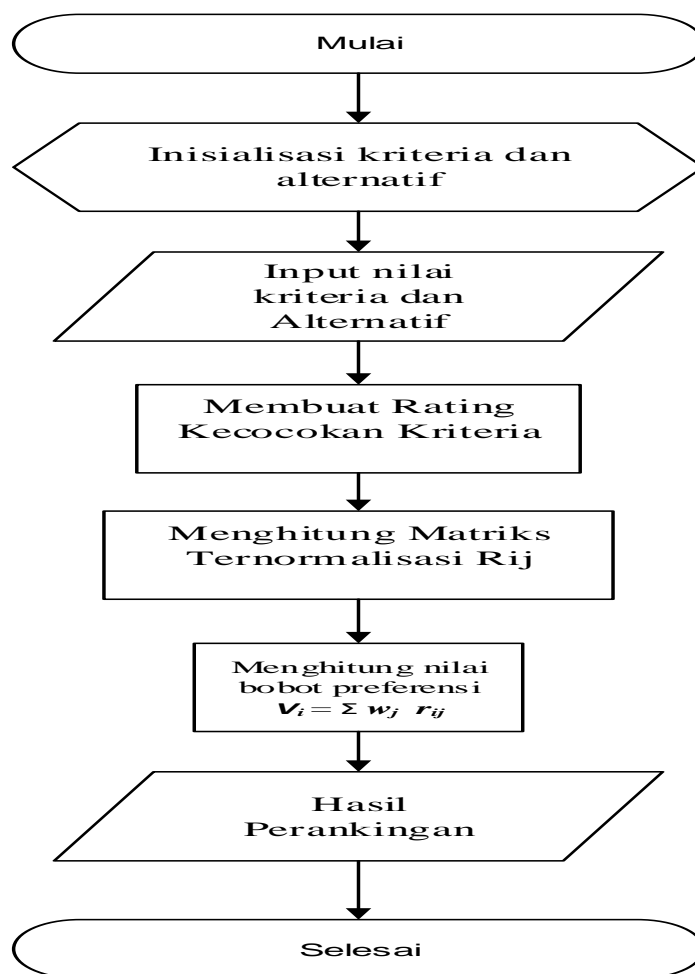 Mulai
Inisialisasi kriteria dan
alternatif
Input nilai
kriteria dan
Alternatif
Membuat Rating
Kecocokan Kriteria
Menghitung Matriks
Ternormalisasi Rij
Menghitung nilai
bobot preferensi
Vᵢ = Σ wⱼ rᵢⱼ
Hasil
Perankingan
Selesai